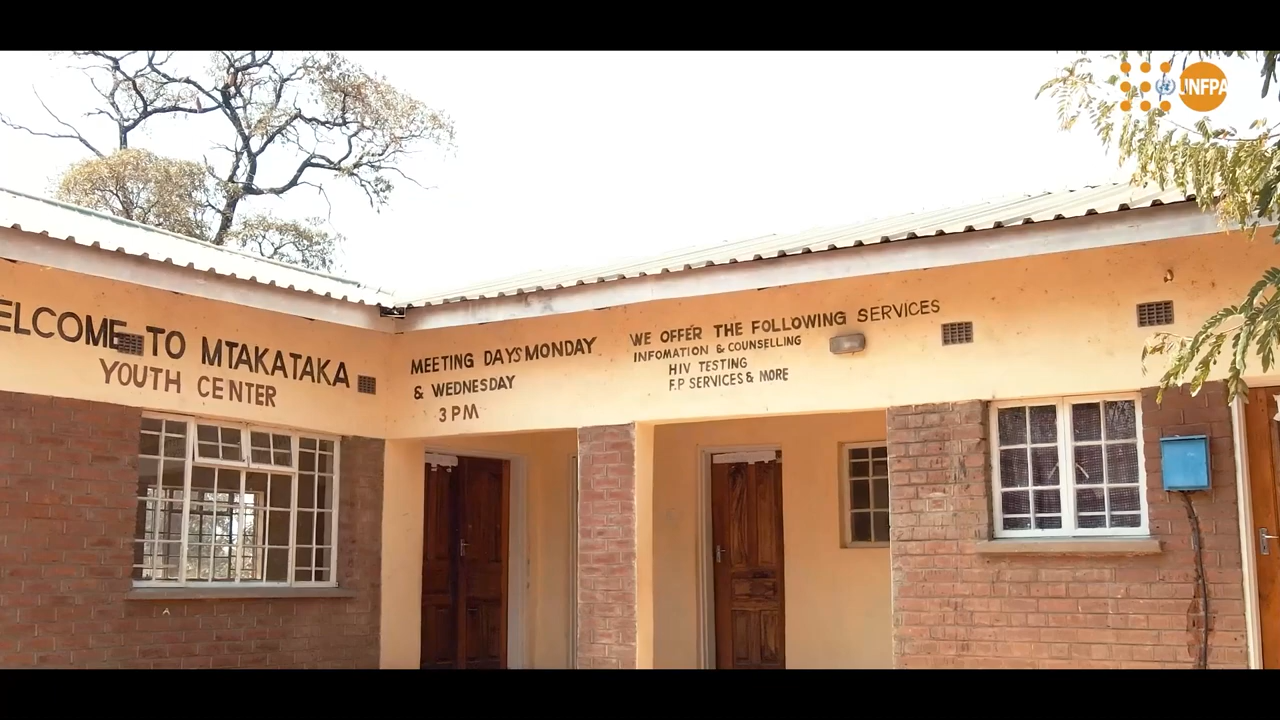 ELCOME TO MTAKATAKA
YOUTH CENTER
MEETING DAYS MONDAY
& WEDNESDAY
3 PM
WE OFFER THE FOLLOWING SERVICES
INFOMATION & COUNSELLING
HIV TESTING
F.P SERVICES & MORE
UNFPA